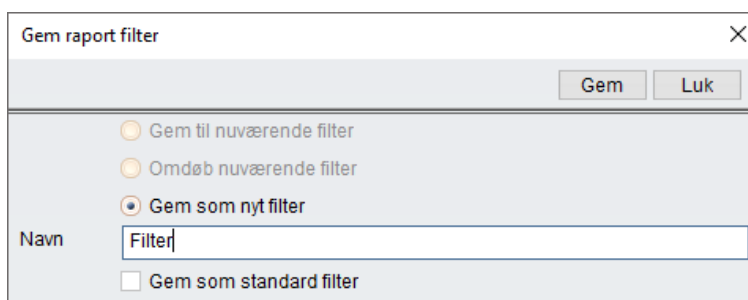 Gem raport filter
Gem Luk
Gem til nuværende filter
Omdøb nuværende filter
Gem som nyt filter
Navn Filter
Gem som standard filter